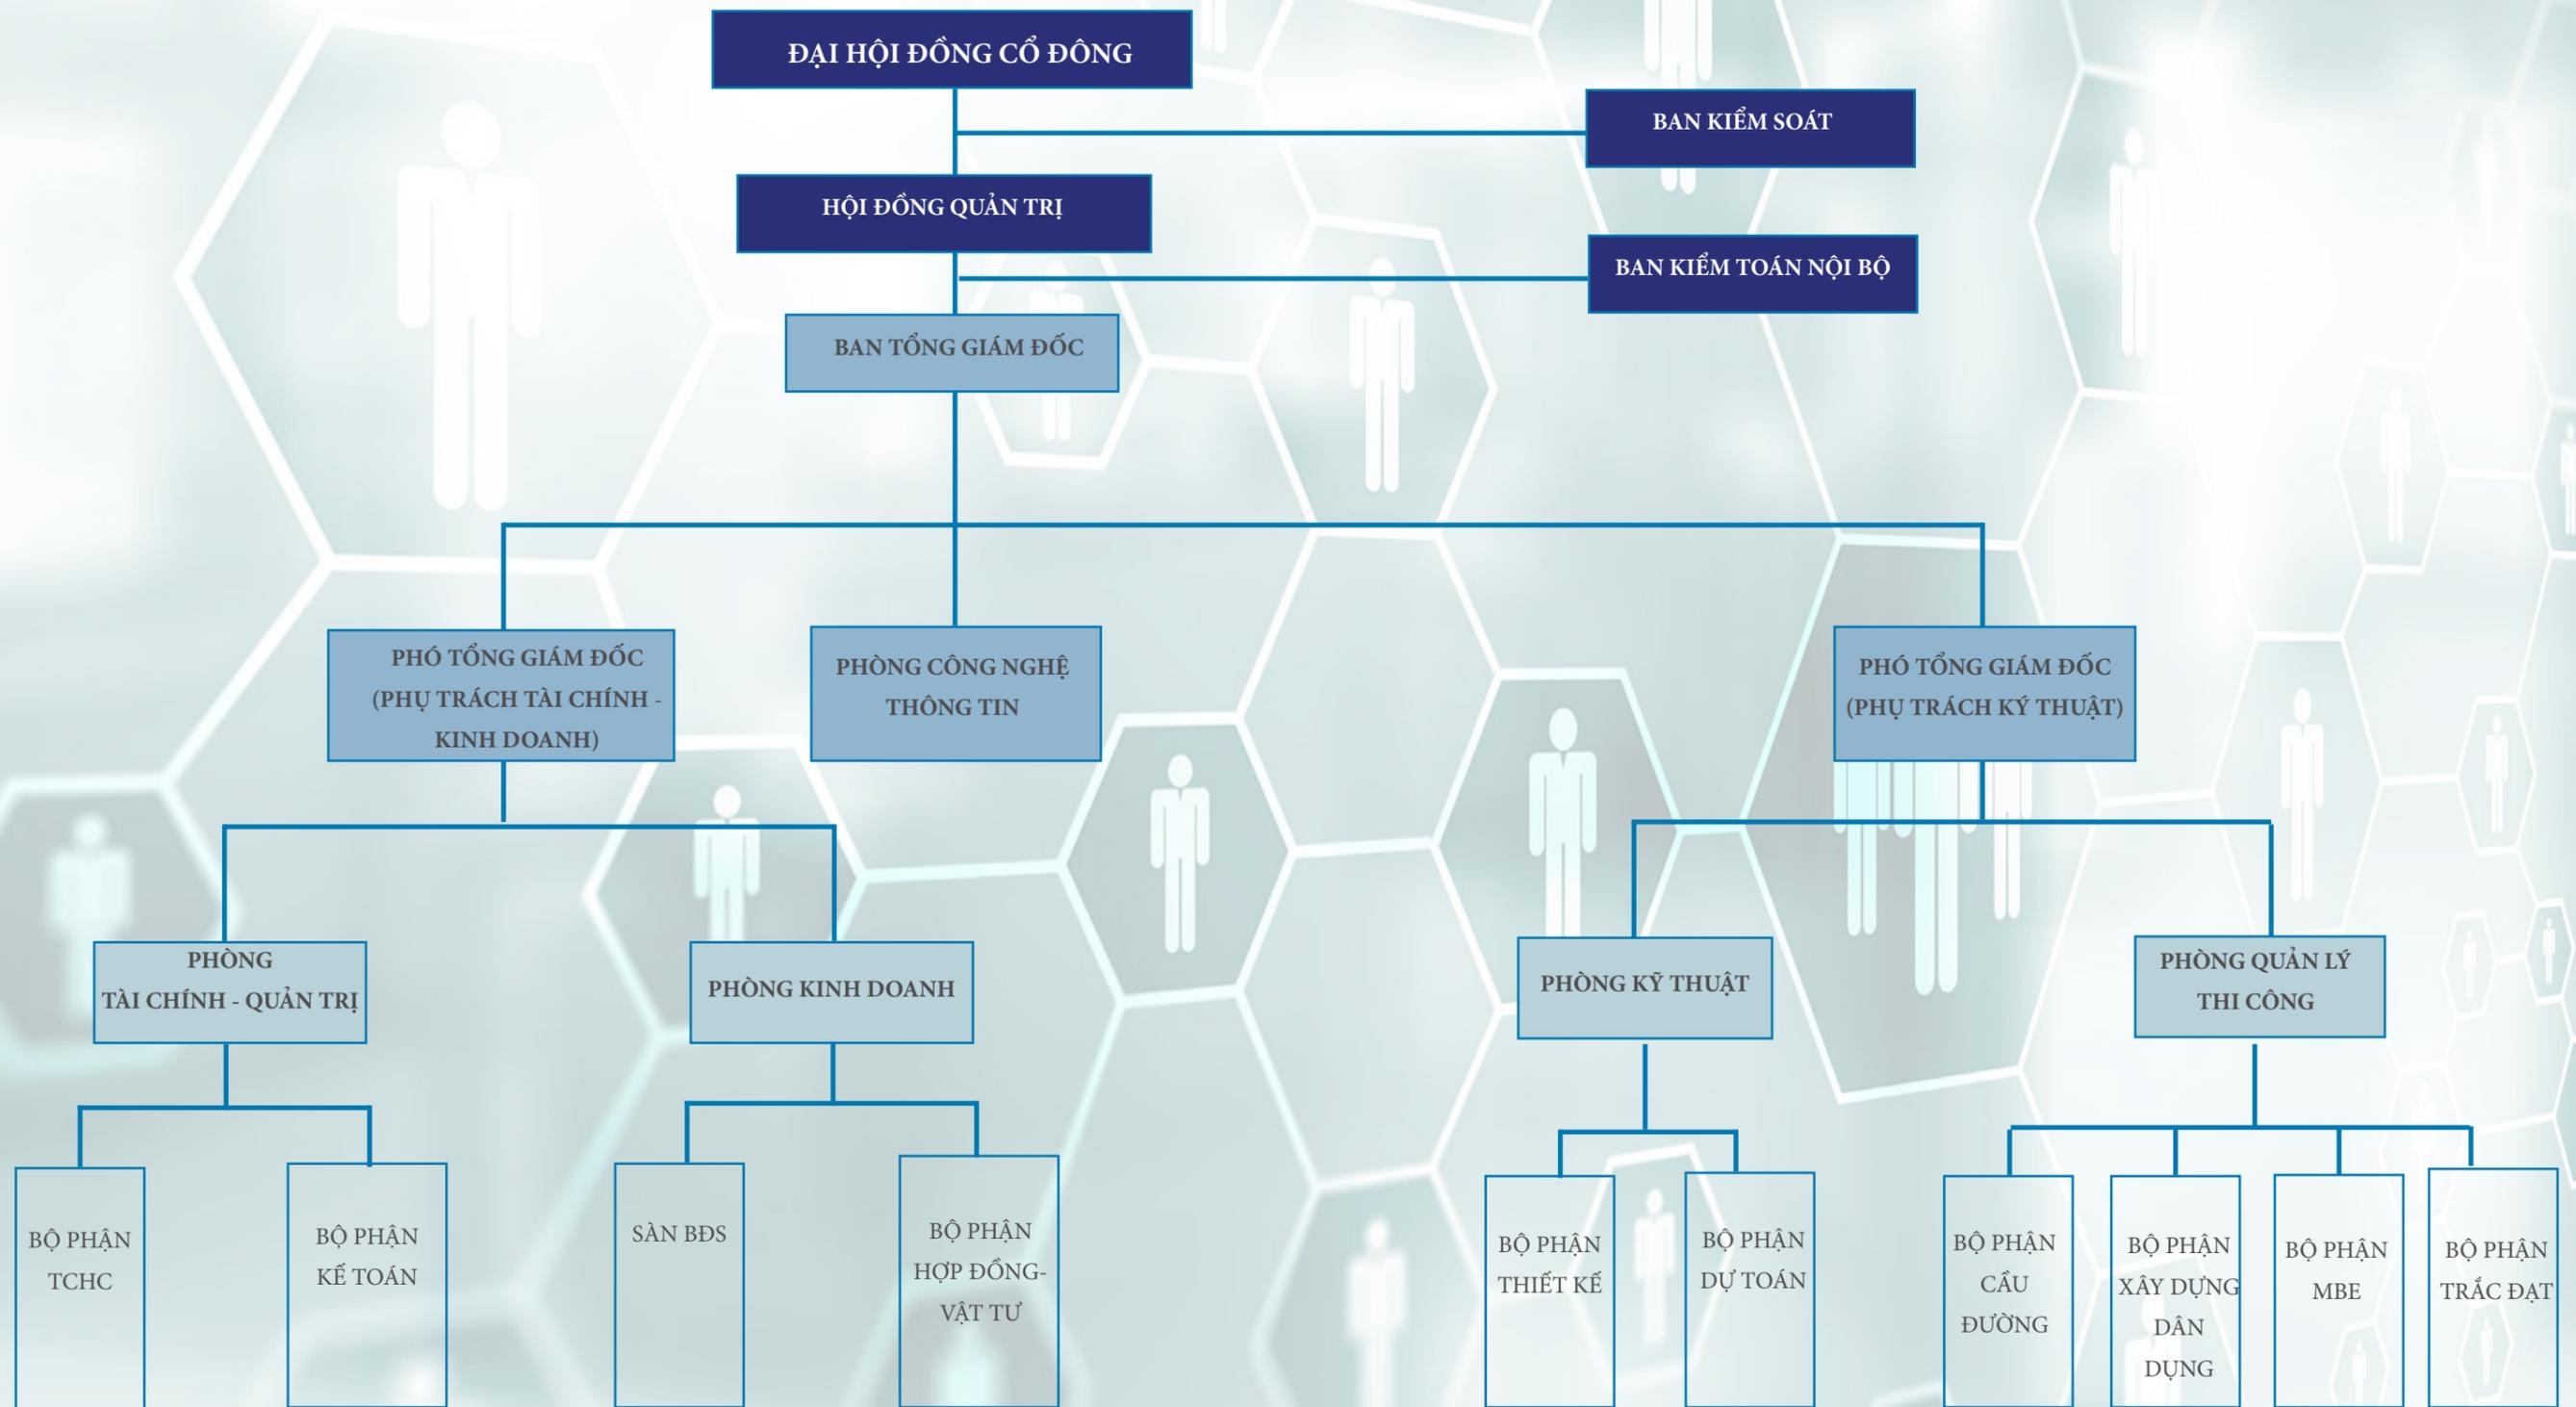 ĐẠI HỘI ĐỒNG CỔ ĐÔNG
BAN KIỂM SOÁT
HỘI ĐỒNG QUẢN TRỊ
BAN KIỂM TOÁN NỘI BỘ
BAN TỔNG GIÁM ĐỐC
PHÓ TỔNG GIÁM ĐỐC
(PHỤ TRÁCH TÀI CHÍNH -
KINH DOANH)
PHÒNG CÔNG NGHỆ
THÔNG TIN
PHÓ TỔNG GIÁM ĐỐC
(PHỤ TRÁCH KÝ THUẬT)
PHÒNG
TÀI CHÍNH - QUẢN TRỊ
PHÒNG KINH DOANH
PHÒNG KỸ THUẬT
PHÒNG QUẢN LÝ
THI CÔNG
BỘ PHẬN
TCHC
BỘ PHẬN
KẾ TOÁN
SÀN BĐS
BỘ PHẬN
HỢP ĐỒNG-
VẬT TƯ
BỘ PHẬN
THIẾT KẾ
BỘ PHẬN
DỰ TOÁN
BỘ PHẬN
CẦU
ĐƯỜNG
BỘ PHẬN
XÂY DỰNG
DÂN
DỤNG
BỘ PHẬN
MBE
BỘ PHẬN
TRẮC ĐẠT